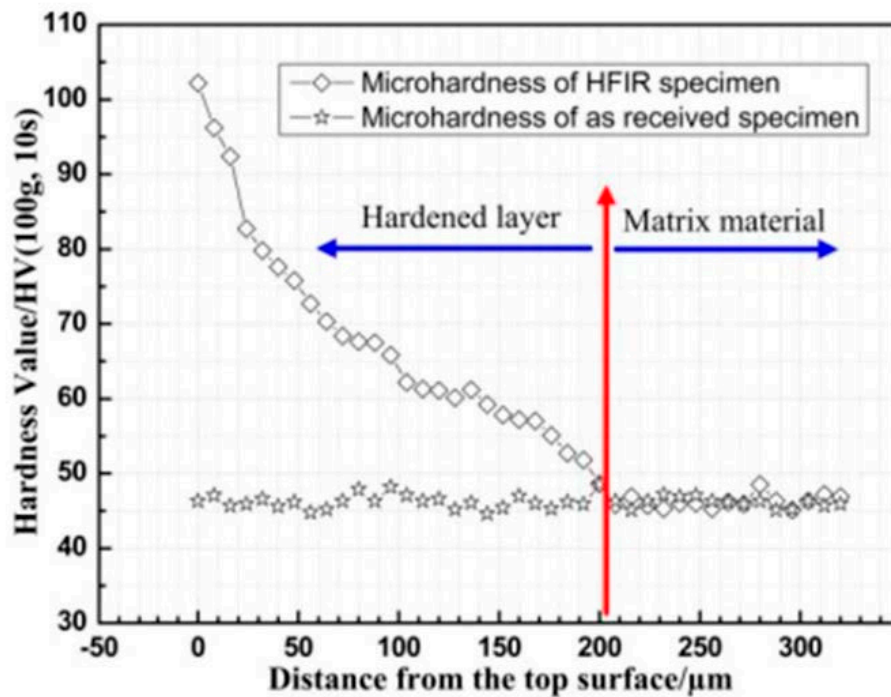 110
100
90
80
70
60
50
40
30
Hardness Value/HV(100g, 10s)
Microhardness of HFIR specimen
Microhardness of as received specimen
Hardened layer
Matrix material
-50 0 50 100 150 200 250 300
Distance from the top surface/μm